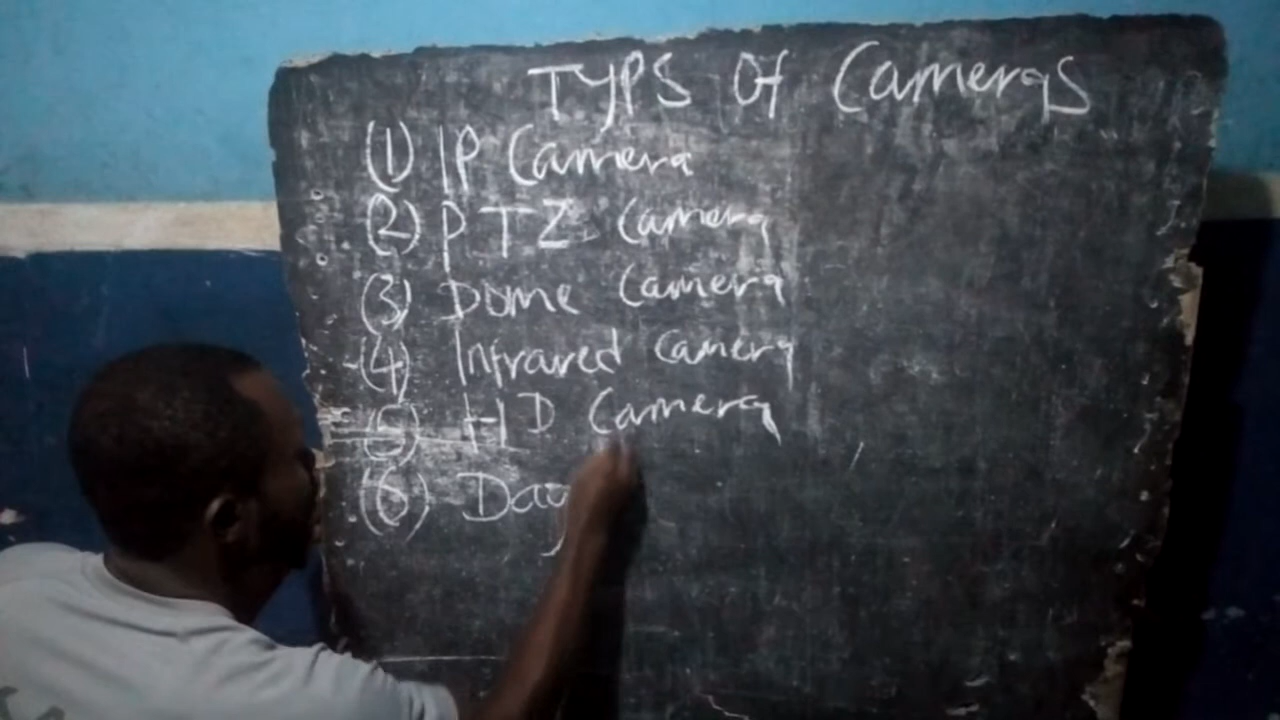 TYPS Of Cameras
(1) IP Camera
(2) PTZ Camera
(3) Dome Camera
(4) Infrared Camera
(5) HD Camera
(6) Day